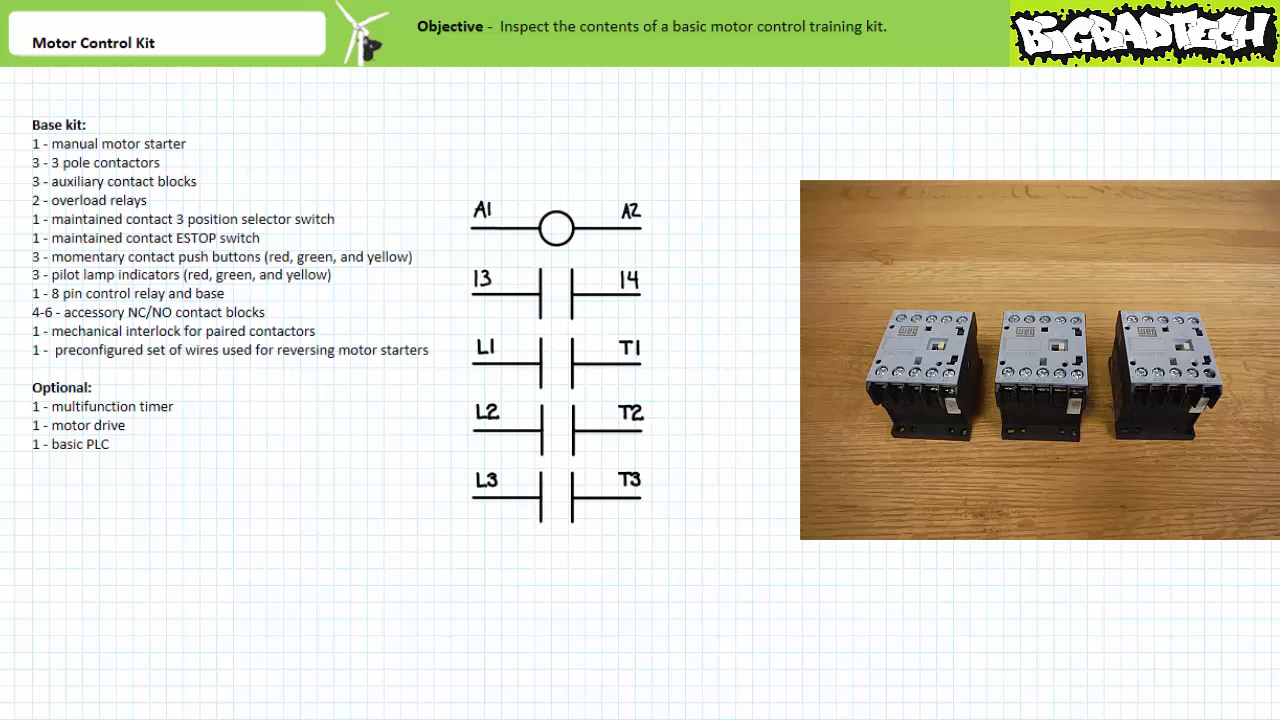 Motor Control Kit
Objective - Inspect the contents of a basic motor control training kit.
BIGBADTECH
Base kit:
1 - manual motor starter
3 - 3 pole contactors
3 - auxiliary contact blocks
2 - overload relays
1 - maintained contact 3 position selector switch
1 - maintained contact ESTOP switch
3 - momentary contact push buttons (red, green, and yellow)
3 - pilot lamp indicators (red, green, and yellow)
1 - 8 pin control relay and base
4-6 - accessory NC/NO contact blocks
1 - mechanical interlock for paired contactors
1 - preconfigured set of wires used for reversing motor starters
Optional:
1 - multifunction timer
1 - motor drive
1 - basic PLC
A1 A2
13 14
L1 T1
L2 T2
L3 T3
WEG
WEG
WEG